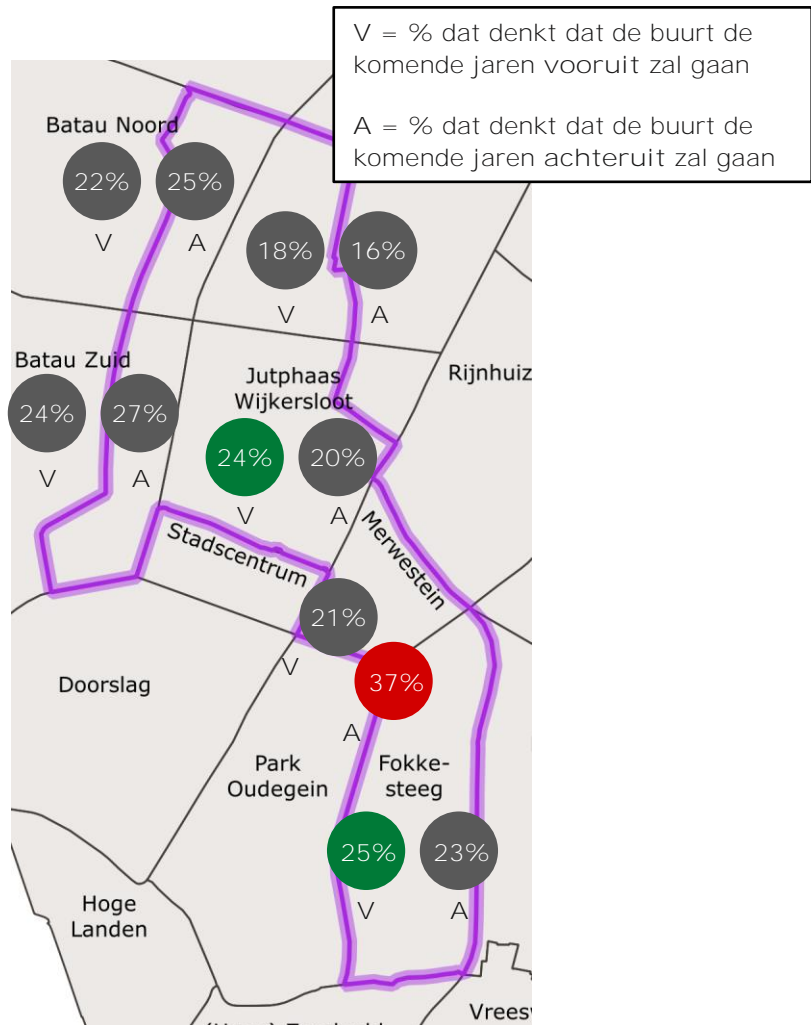 V = % dat denkt dat de buurt de
komende jaren vooruit zal gaan
A = % dat denkt dat de buurt de
komende jaren achteruit zal gaan
Batau Noord
22% 25%
V A
18% 16%
V A
Batau Zuid
24% 27%
V A
Jutphaas
Wijkersloot
24% 20%
V A
Rijnhuiz
Stadscentrum
Merwestein
21%
V
37%
A
Doorslag
Park
Oudegein
Fokke-
steeg
25% 23%
V A
Hoge
Landen
Vrees